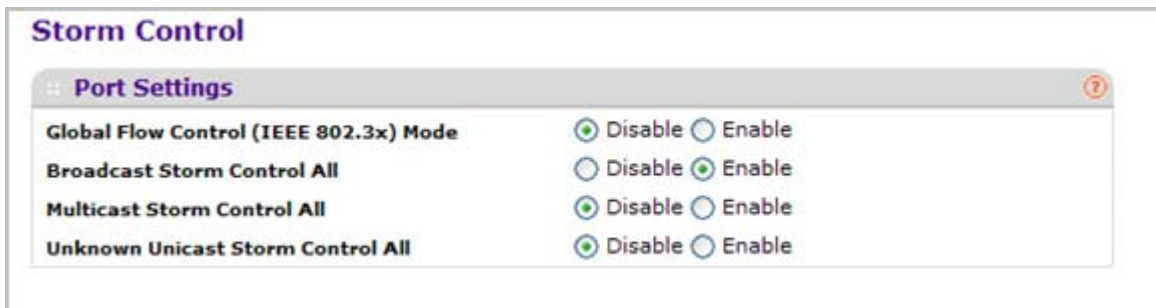 Storm Control
Port Settings
?
Global Flow Control (IEEE 802.3x) Mode Disable Enable
Broadcast Storm Control All Disable Enable
Multicast Storm Control All Disable Enable
Unknown Unicast Storm Control All Disable Enable